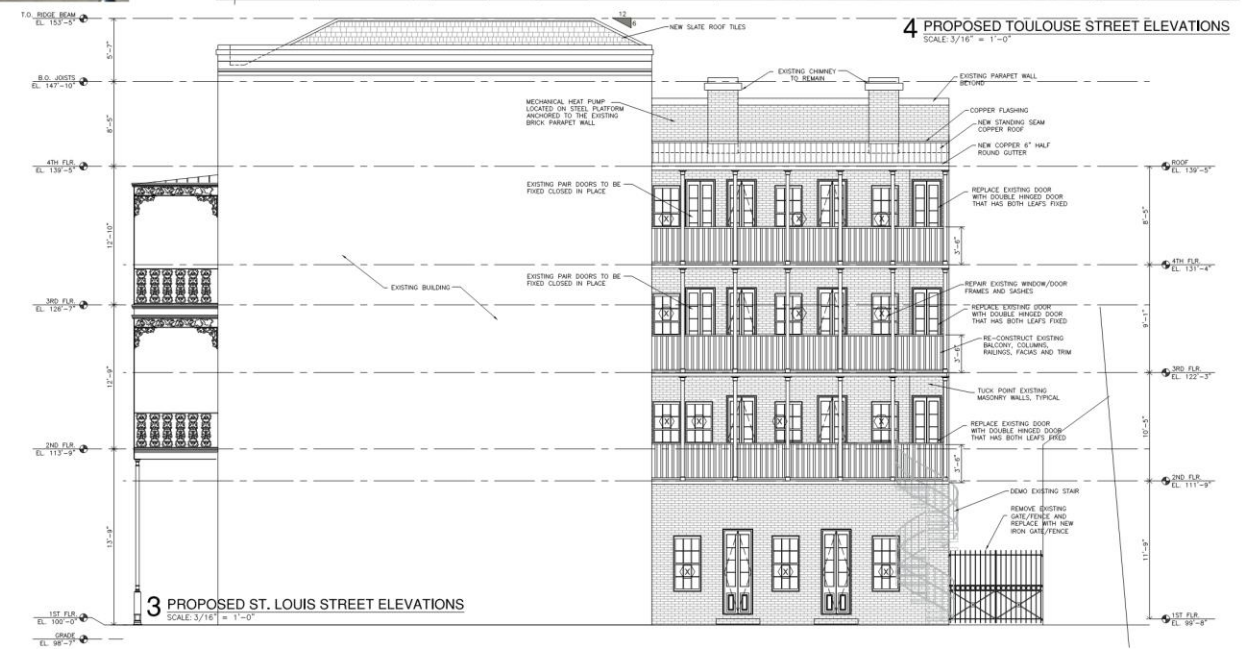 T.O. RIDGE BEAM
EL. 153'-5"
5'-7"
B.O. JOISTS
EL. 147'-10"
8'-5"
4TH FLR.
EL. 139'-5"
12'-10"
3RD FLR.
EL. 126'-7"
12'-9"
2ND FLR.
EL. 113'-9"
13'-9"
1ST FLR
EL. 100'-0"
GRADE
EL. 98'-7"
12
6
NEW SLATE ROOF TILES
4 PROPOSED TOULOUSE STREET ELEVATIONS
SCALE: 3/16" = 1'-0"
EXISTING CHIMNEY
TO REMAIN
EXISTING PARAPET WALL
BEYOND
MECHANICAL HEAT PUMP
LOCATED ON STEEL PLATFORM
ANCHORED TO THE EXISTING
BRICK PARAPET WALL
COPPER FLASHING
NEW STANDING SEAM
COPPER ROOF
NEW COPPER 6" HALF
ROUND GUTTER
EXISTING PAIR DOORS TO BE
FIXED CLOSED IN PLACE
REPLACE EXISTING DOOR
WITH DOUBLE HINGED DOOR
THAT HAS BOTH LEAFS FIXED
X
X
X
3'-6"
EXISTING BUILDING
EXISTING PAIR DOORS TO BE
FIXED CLOSED IN PLACE
REPAIR EXISTING WINDOW/DOOR
FRAMES AND SASHES
REPLACE EXISTING DOOR
WITH DOUBLE HINGED DOOR
THAT HAS BOTH LEAFS FIXED
X
X
X
RE-CONSTRUCT EXISTING
BALCONY, COLUMNS,
RAILINGS, FACIAS AND TRIM
3'-6"
TUCK POINT EXISTING
MASONRY WALLS, TYPICAL
REPLACE EXISTING DOOR
WITH DOUBLE HINGED DOOR
THAT HAS BOTH LEAFS FIXED
X
X
X
X
3'-6"
DEMO EXISTING STAIR
REMOVE EXISTING
GATE/FENCE AND
REPLACE WITH NEW
IRON GATE/FENCE
X
X
X
ROOF
EL. 139'-5"
8'-5"
4TH FLR.
EL. 131'-4"
9'-1"
3RD FLR.
EL. 122'-3"
10'-5"
2ND FLR.
EL. 111'-9"
11'-9"
1ST FLR.
EL. 99'-8"
3 PROPOSED ST. LOUIS STREET ELEVATIONS
SCALE: 3/16" = 1'-0"